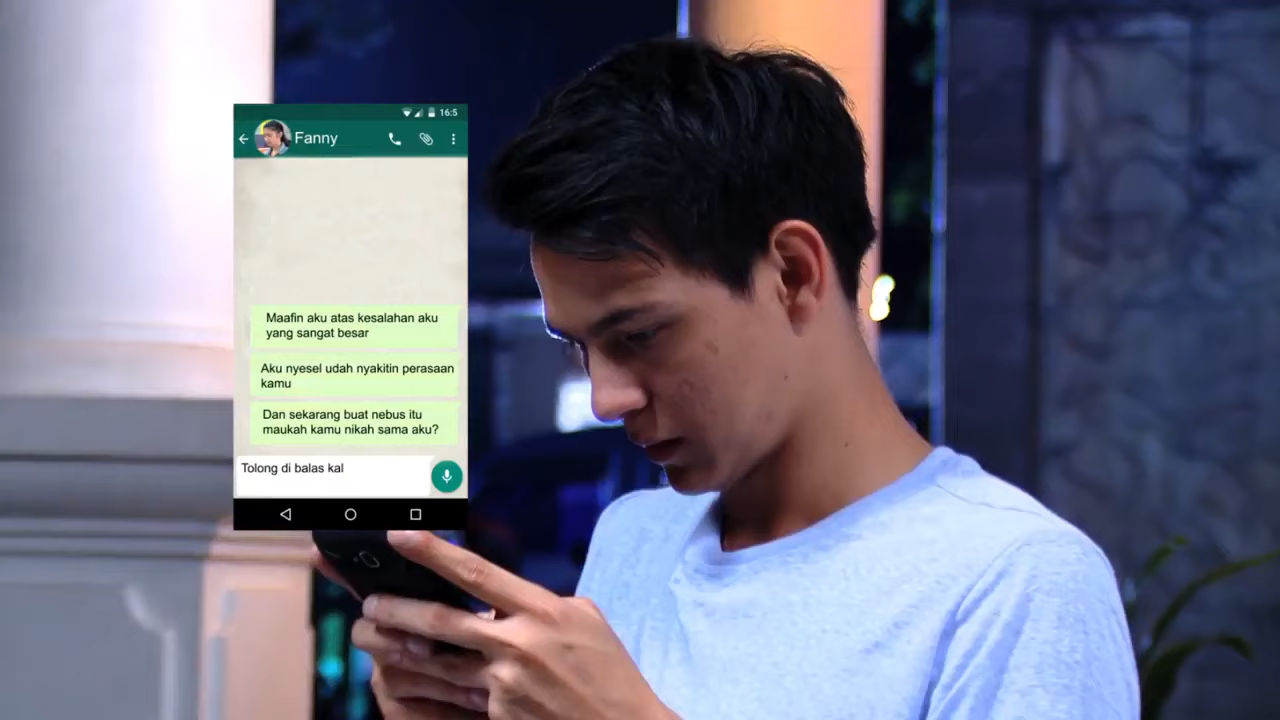 16:5
Fanny
Maafin aku atas kesalahan aku
yang sangat besar
Aku nyesel udah nyakitin perasaan
kamu
Dan sekarang buat nebus itu
maukah kamu nikah sama aku?
Tolong di balas kal